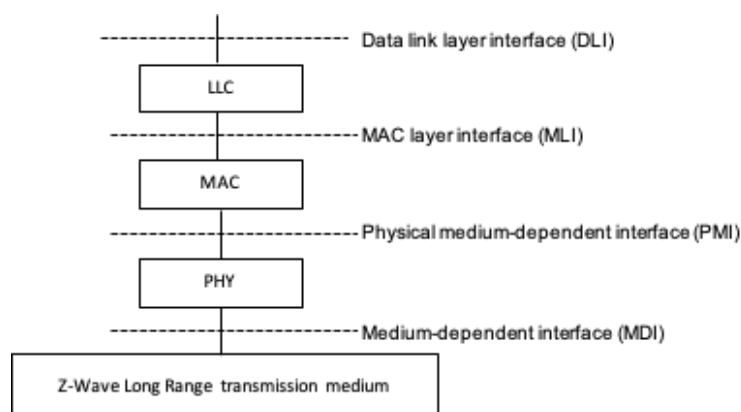 Data link layer interface (DLI)
LLC
MAC layer interface (MLI)
MAC
Physical medium-dependent interface (PMI)
PHY
Medium-dependent interface (MDI)
Z-Wave Long Range transmission medium